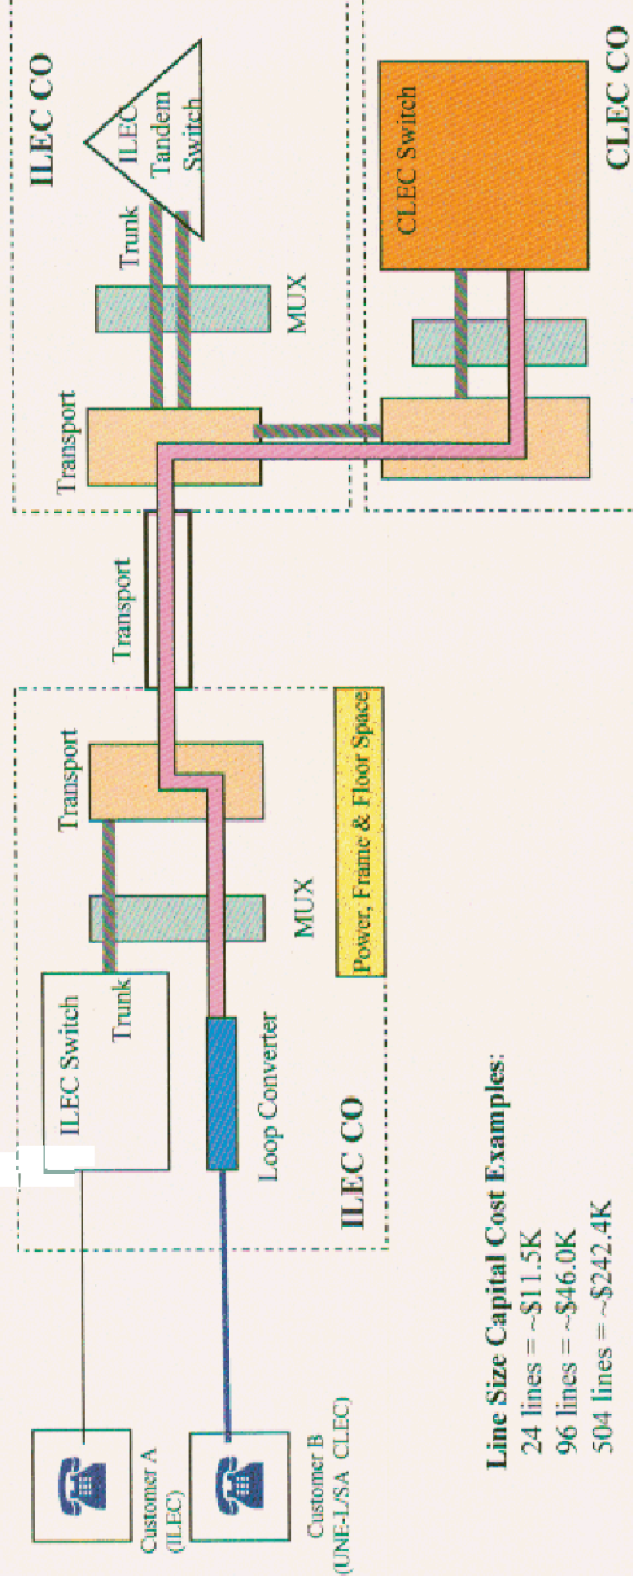 Customer A
(ILEC)
Customer B
(UNE-L/SA CLEC)
ILEC Switch
Trunk
Loop Converter
ILEC CO
MUX
Transport
Power, Frame & Floor Space
Transport
Transport
Trunk
MUX
ILEC
Tandem
Switch
ILEC CO
CLEC Switch
CLEC CO
Line Size Capital Cost Examples:
24 lines = ~$11.5K
96 lines = ~$46.0K
504 lines = ~$242.4K